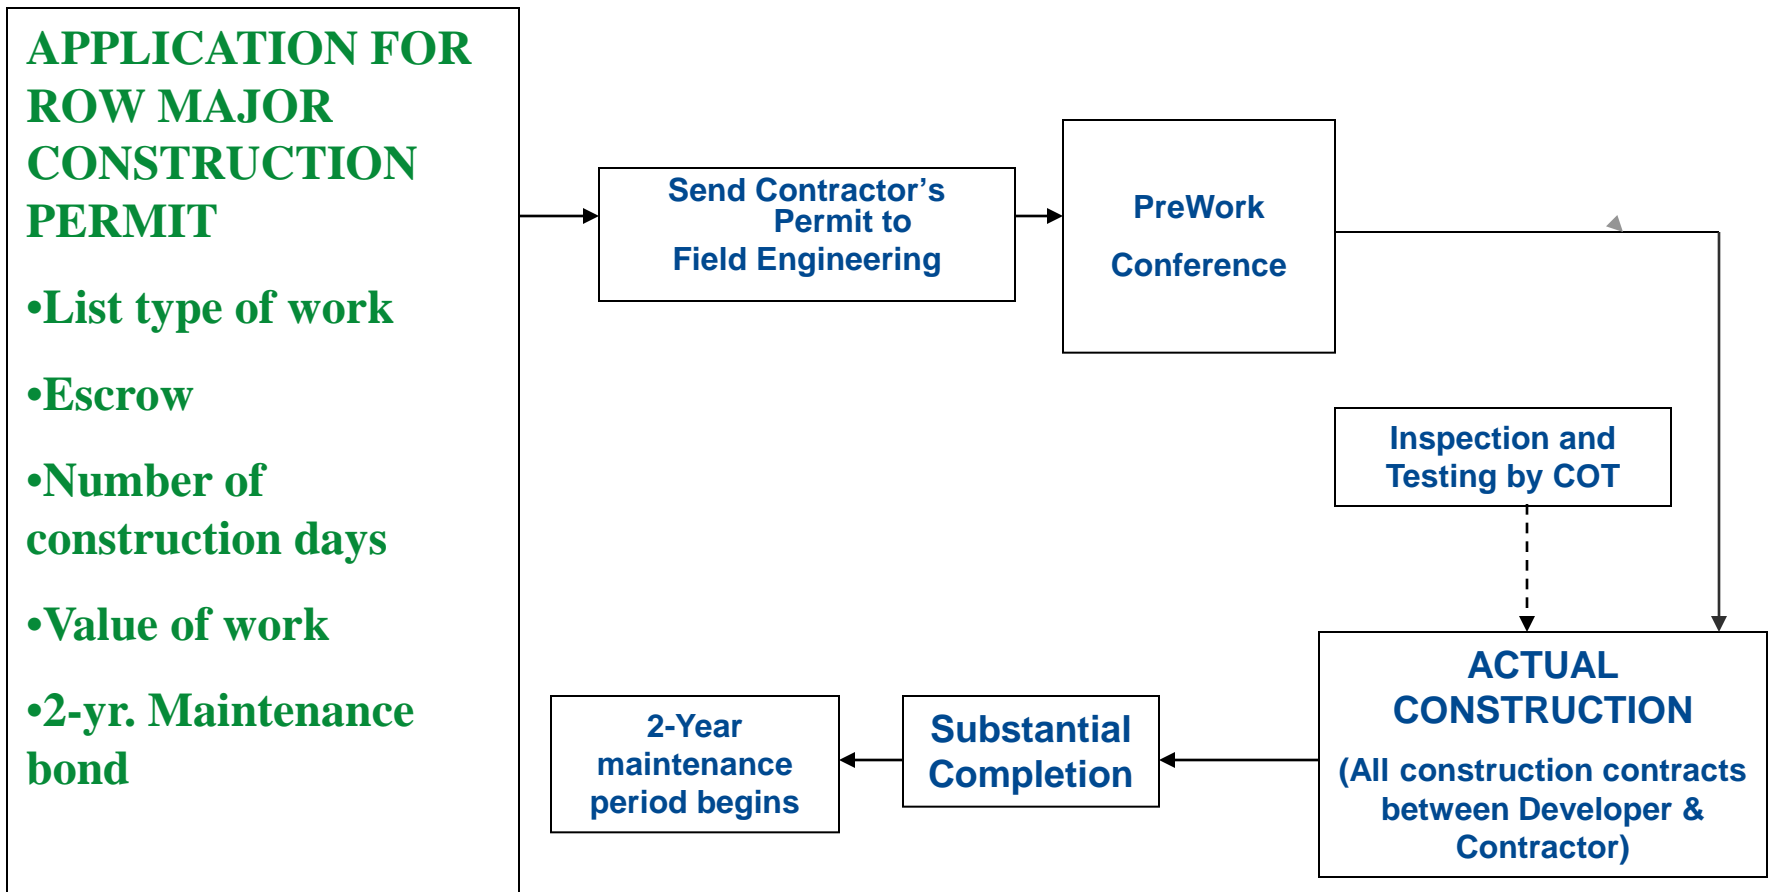 APPLICATION FOR
ROW MAJOR
CONSTRUCTION
PERMIT
•List type of work
•Escrow
•Number of
construction days
•Value of work
•2-yr. Maintenance
bond
Send Contractor’s
Permit to
Field Engineering
PreWork
Conference
Inspection and
Testing by COT
ACTUAL
CONSTRUCTION
(All construction contracts
between Developer &
Contractor)
Substantial
Completion
2-Year
maintenance
period begins